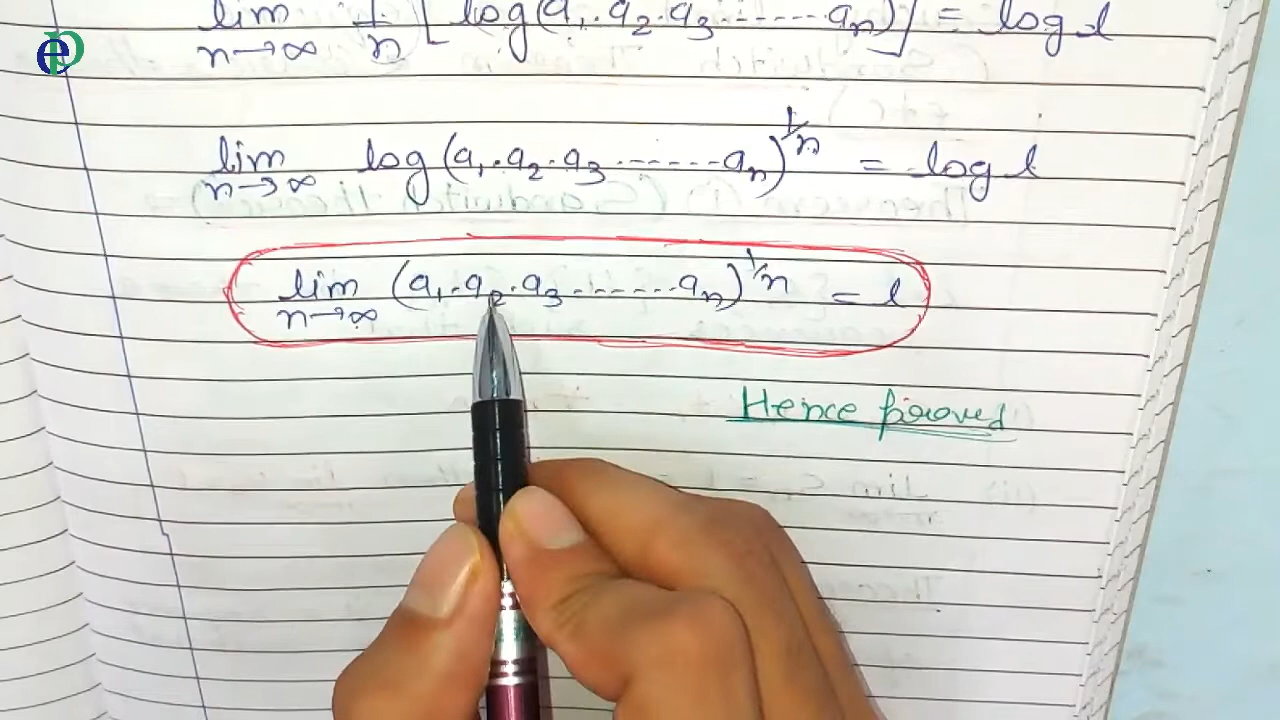 lim n→∞ 1/n [log(a₁.a₂.a₃.......aₙ)] = log l
ep
lim n→∞ log(a₁.a₂.a₃.......aₙ)^1/n = log l
lim n→∞ (a₁.a₂.a₃.......aₙ)^1/n = l
Hence proved